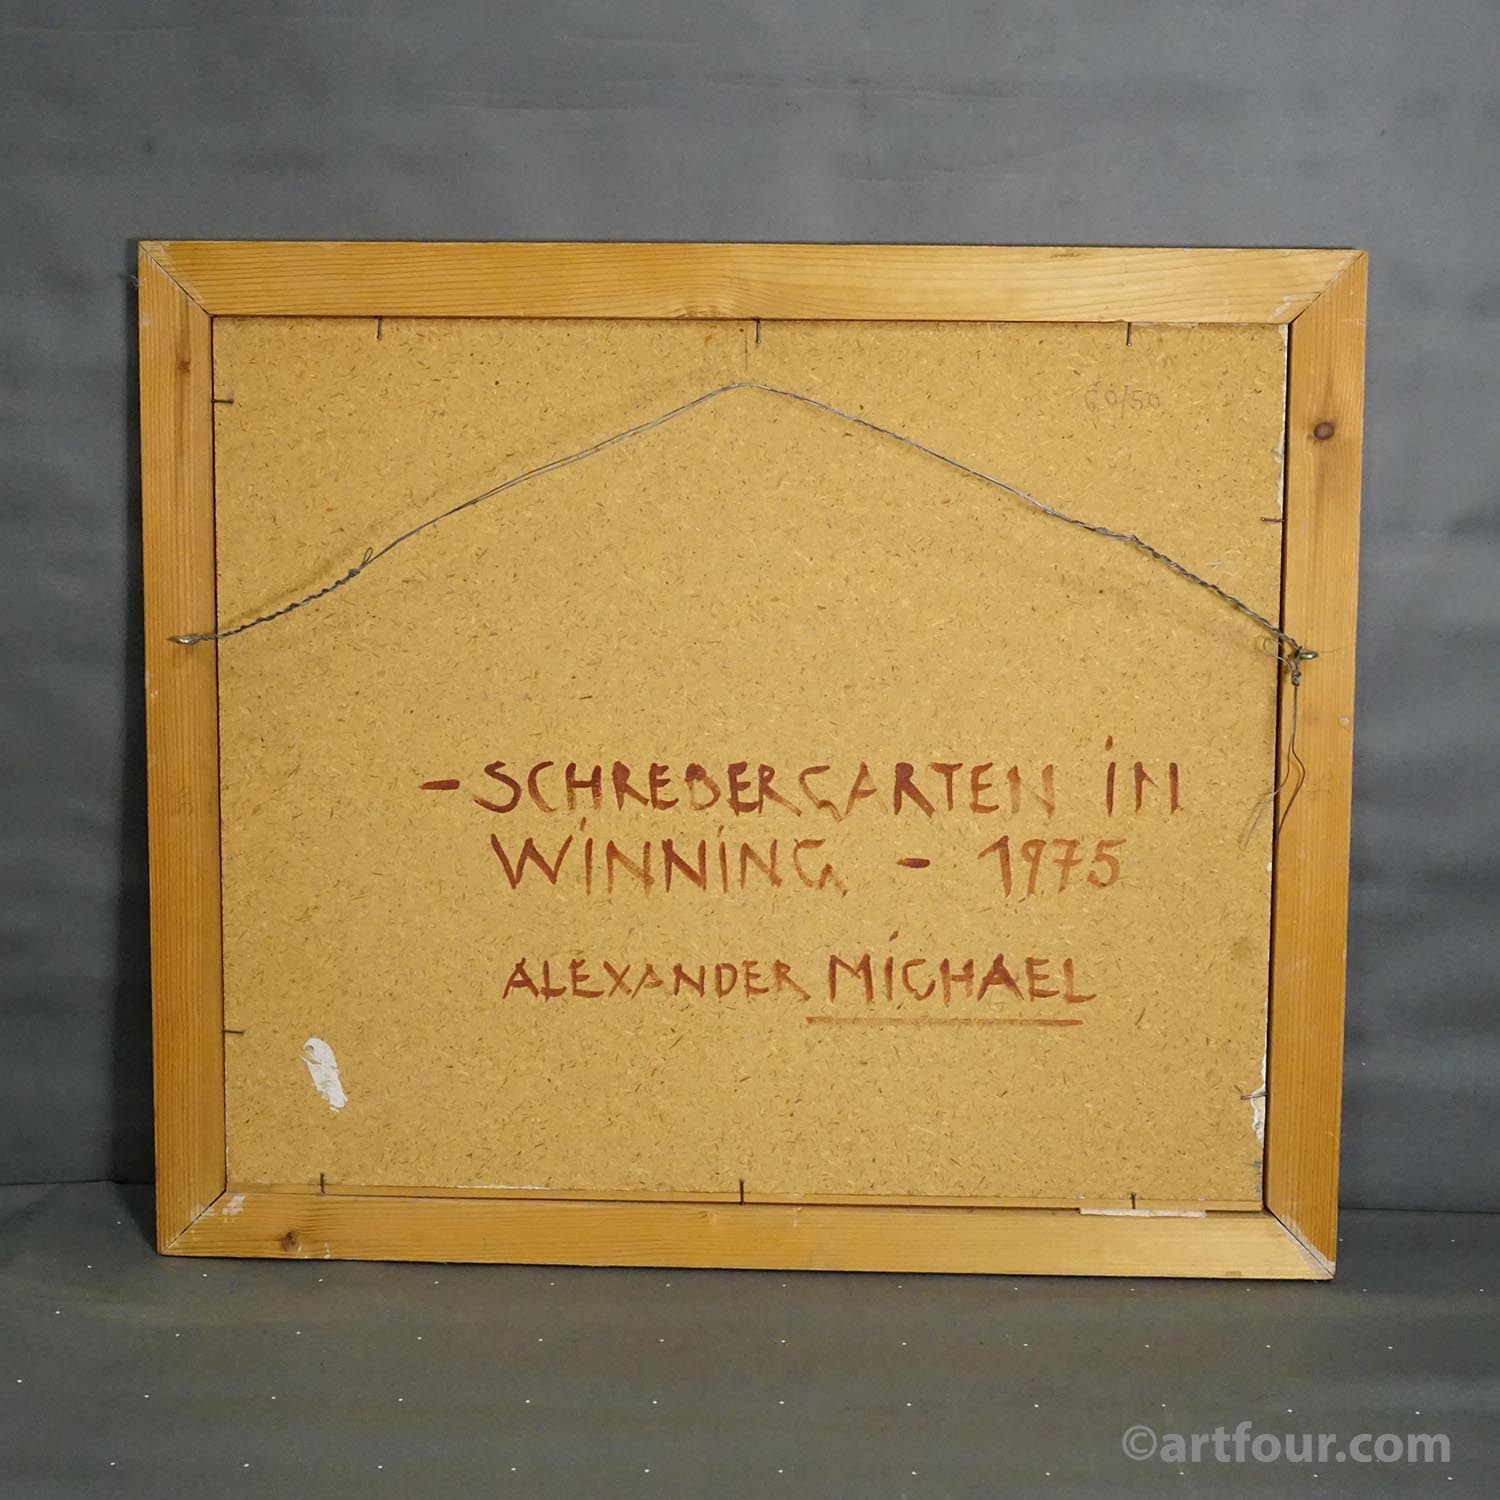 60/50
- SCHREBERGARTEN iN
WiNNiNG - 1975
ALEXANDER MiCHAEL
©artfour.com